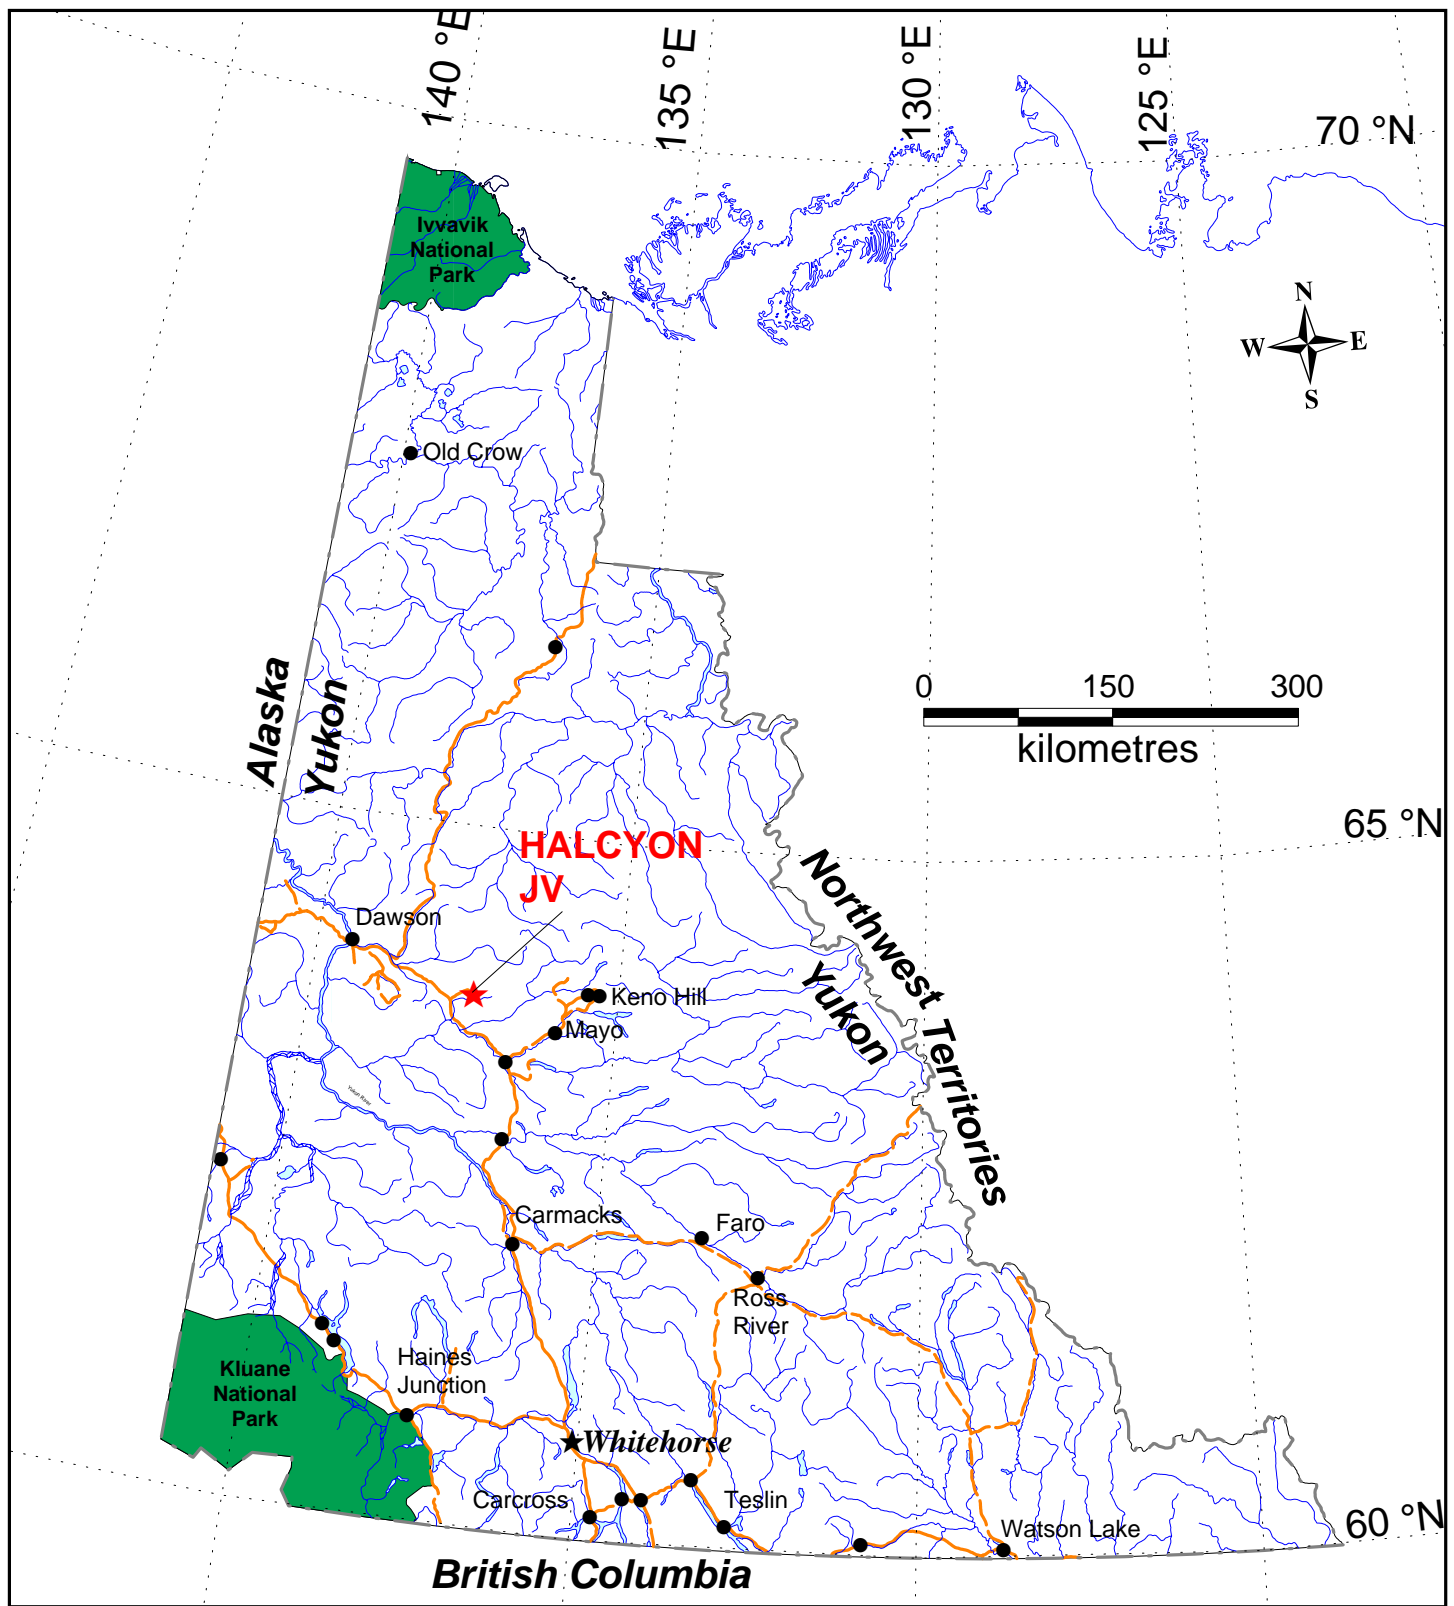 140 °E
135 °E
130 °E
125 °E
70 °N
Ivvavik
National
Park
N
W
E
S
Old Crow
Alaska
Yukon
0 150 300
kilometres
65 °N
HALCYON
JV
Northwest Territories
Yukon
Dawson
Keno Hill
Mayo
Yukon River
Carmacks
Faro
Ross
River
Haines
Junction
Kluane
National
Park
Whitehorse
Carcross
Teslin
Watson Lake
60 °N
British Columbia